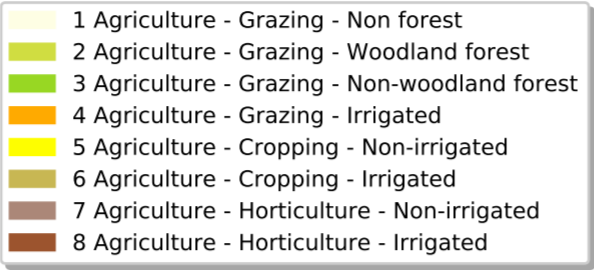 1 Agriculture - Grazing - Non forest
2 Agriculture - Grazing - Woodland forest
3 Agriculture - Grazing - Non-woodland forest
4 Agriculture - Grazing - Irrigated
5 Agriculture - Cropping - Non-irrigated
6 Agriculture - Cropping - Irrigated
7 Agriculture - Horticulture - Non-irrigated
8 Agriculture - Horticulture - Irrigated